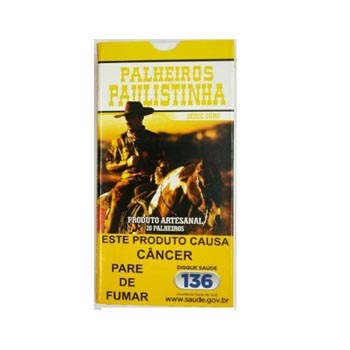 PALHEIROS
PAULISTINHA
SÉRIE OURO
PRODUTO ARTESANAL
20 PALHEIROS
ESTE PRODUTO CAUSA
CÂNCER
PARE
DE
FUMAR
DISQUE SAÚDE
136
www.saude.gov.br